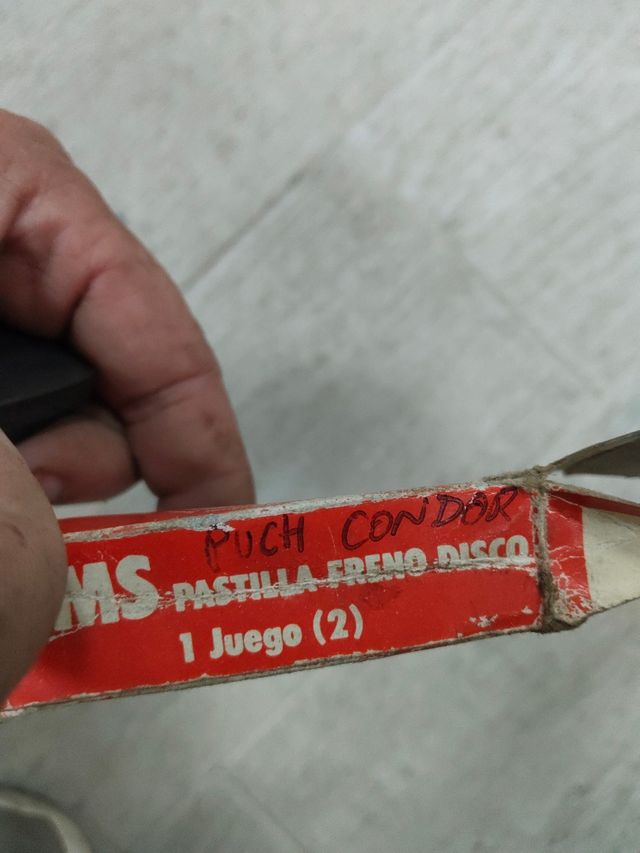 PUCH CONDOR
MS PASTILLA FRENO DISCO
1 Juego (2)